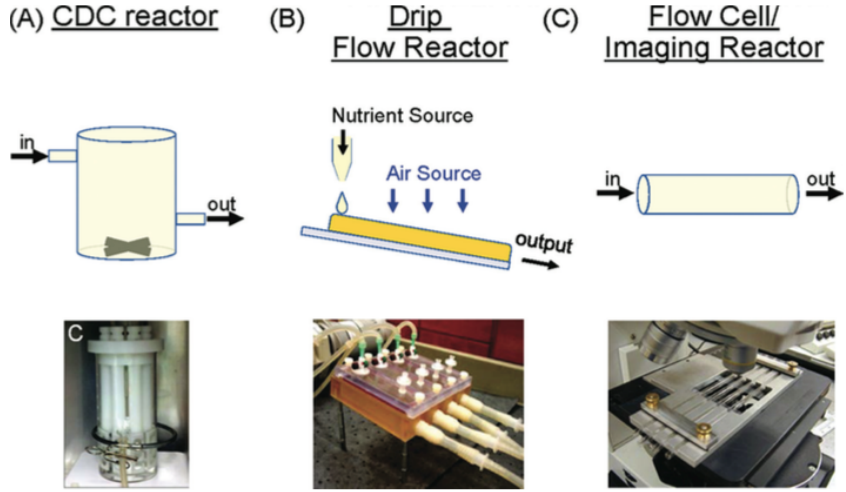 (A) CDC reactor
(B) Drip
Flow Reactor
(C) Flow Cell/
Imaging Reactor
in
out
Nutrient Source
Air Source
output
in
out
C